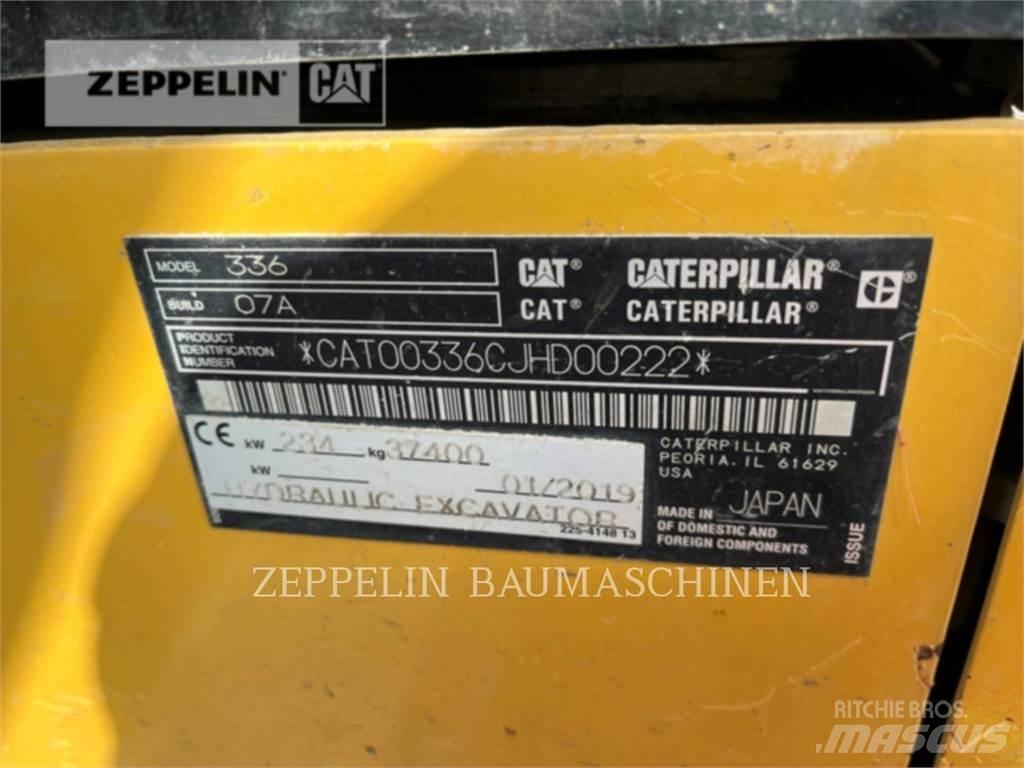 ZEPPELIN® CAT
MODEL 336
BUILD 07A
CAT® CATERPILLAR®
CAT® CATERPILLAR®
PRODUCT IDENTIFICATION NUMBER *CAT00336CJHD00222*
CE kW 234 kg 37400
kW 01/2019
HYDRAULIC EXCAVATOR
225-4148 13
CATERPILLAR INC.
PEORIA. IL 61629
USA
MADE IN JAPAN
OF DOMESTIC AND
FOREIGN COMPONENTS
ISSUE
ZEPPELIN BAUMASCHINEN
RITCHIE BROS.
MASCUS